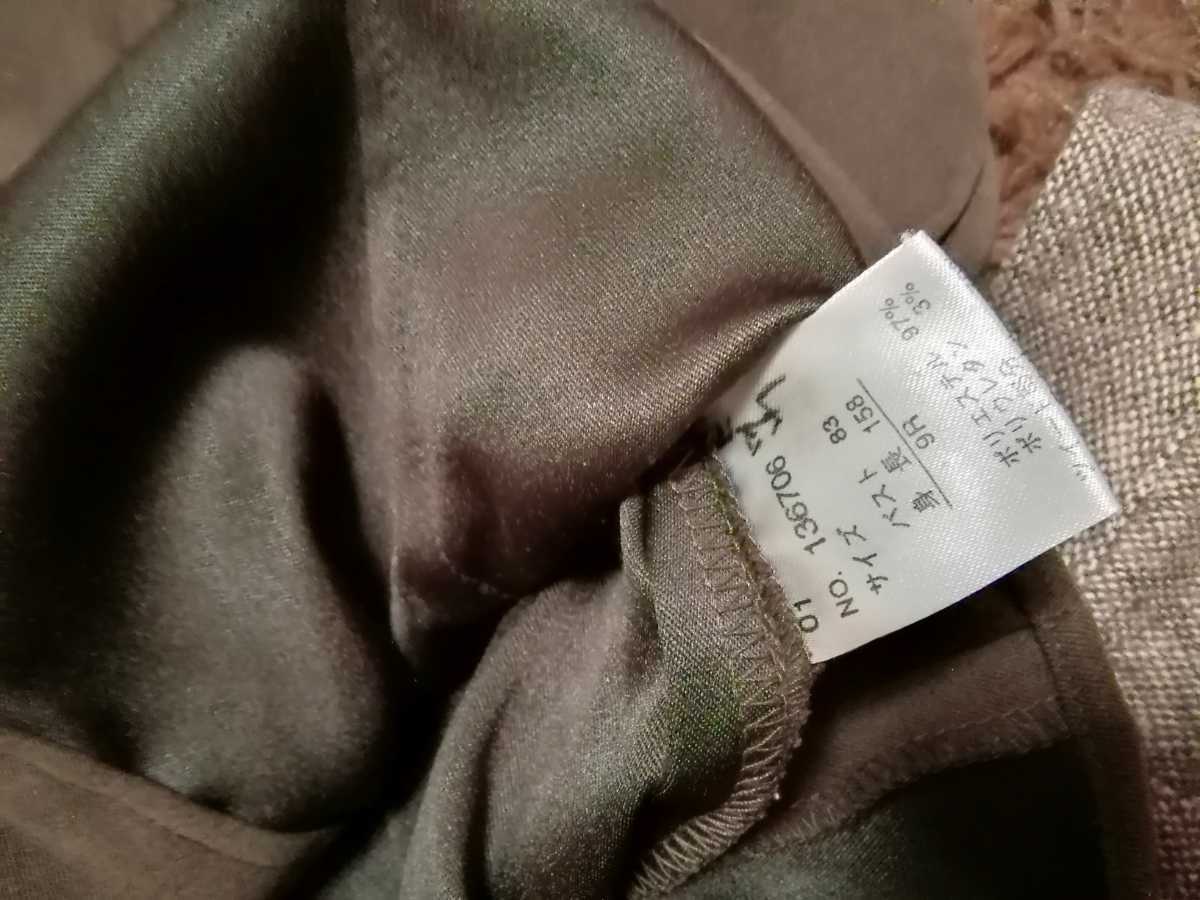 01
NO. 136706
サイズ
バスト 83
身長 158
9R
ポリエステル 97%
ポリウレタン 3%